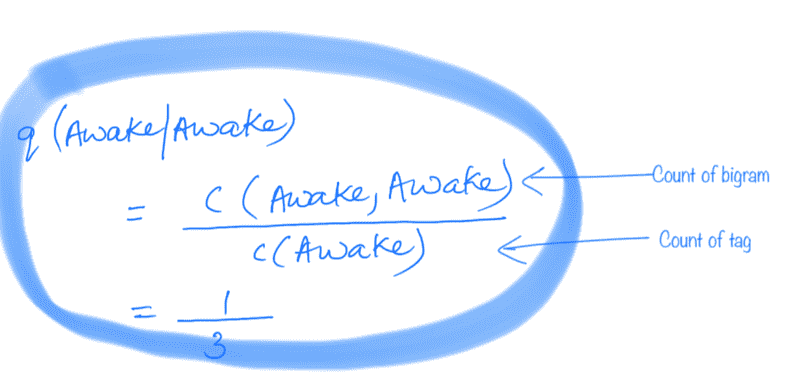 q (Awake|Awake)
= C (Awake, Awake)
Count of bigram
C(Awake)
Count of tag
= 1
3